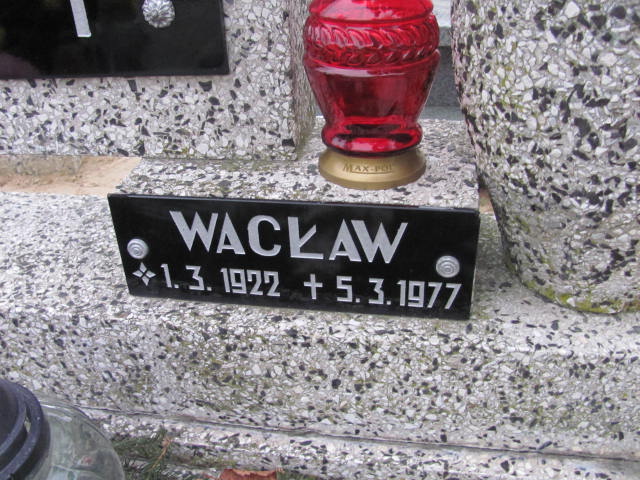 MAX-POL
WACŁAW
1. 3. 1922 † 5. 3. 1977